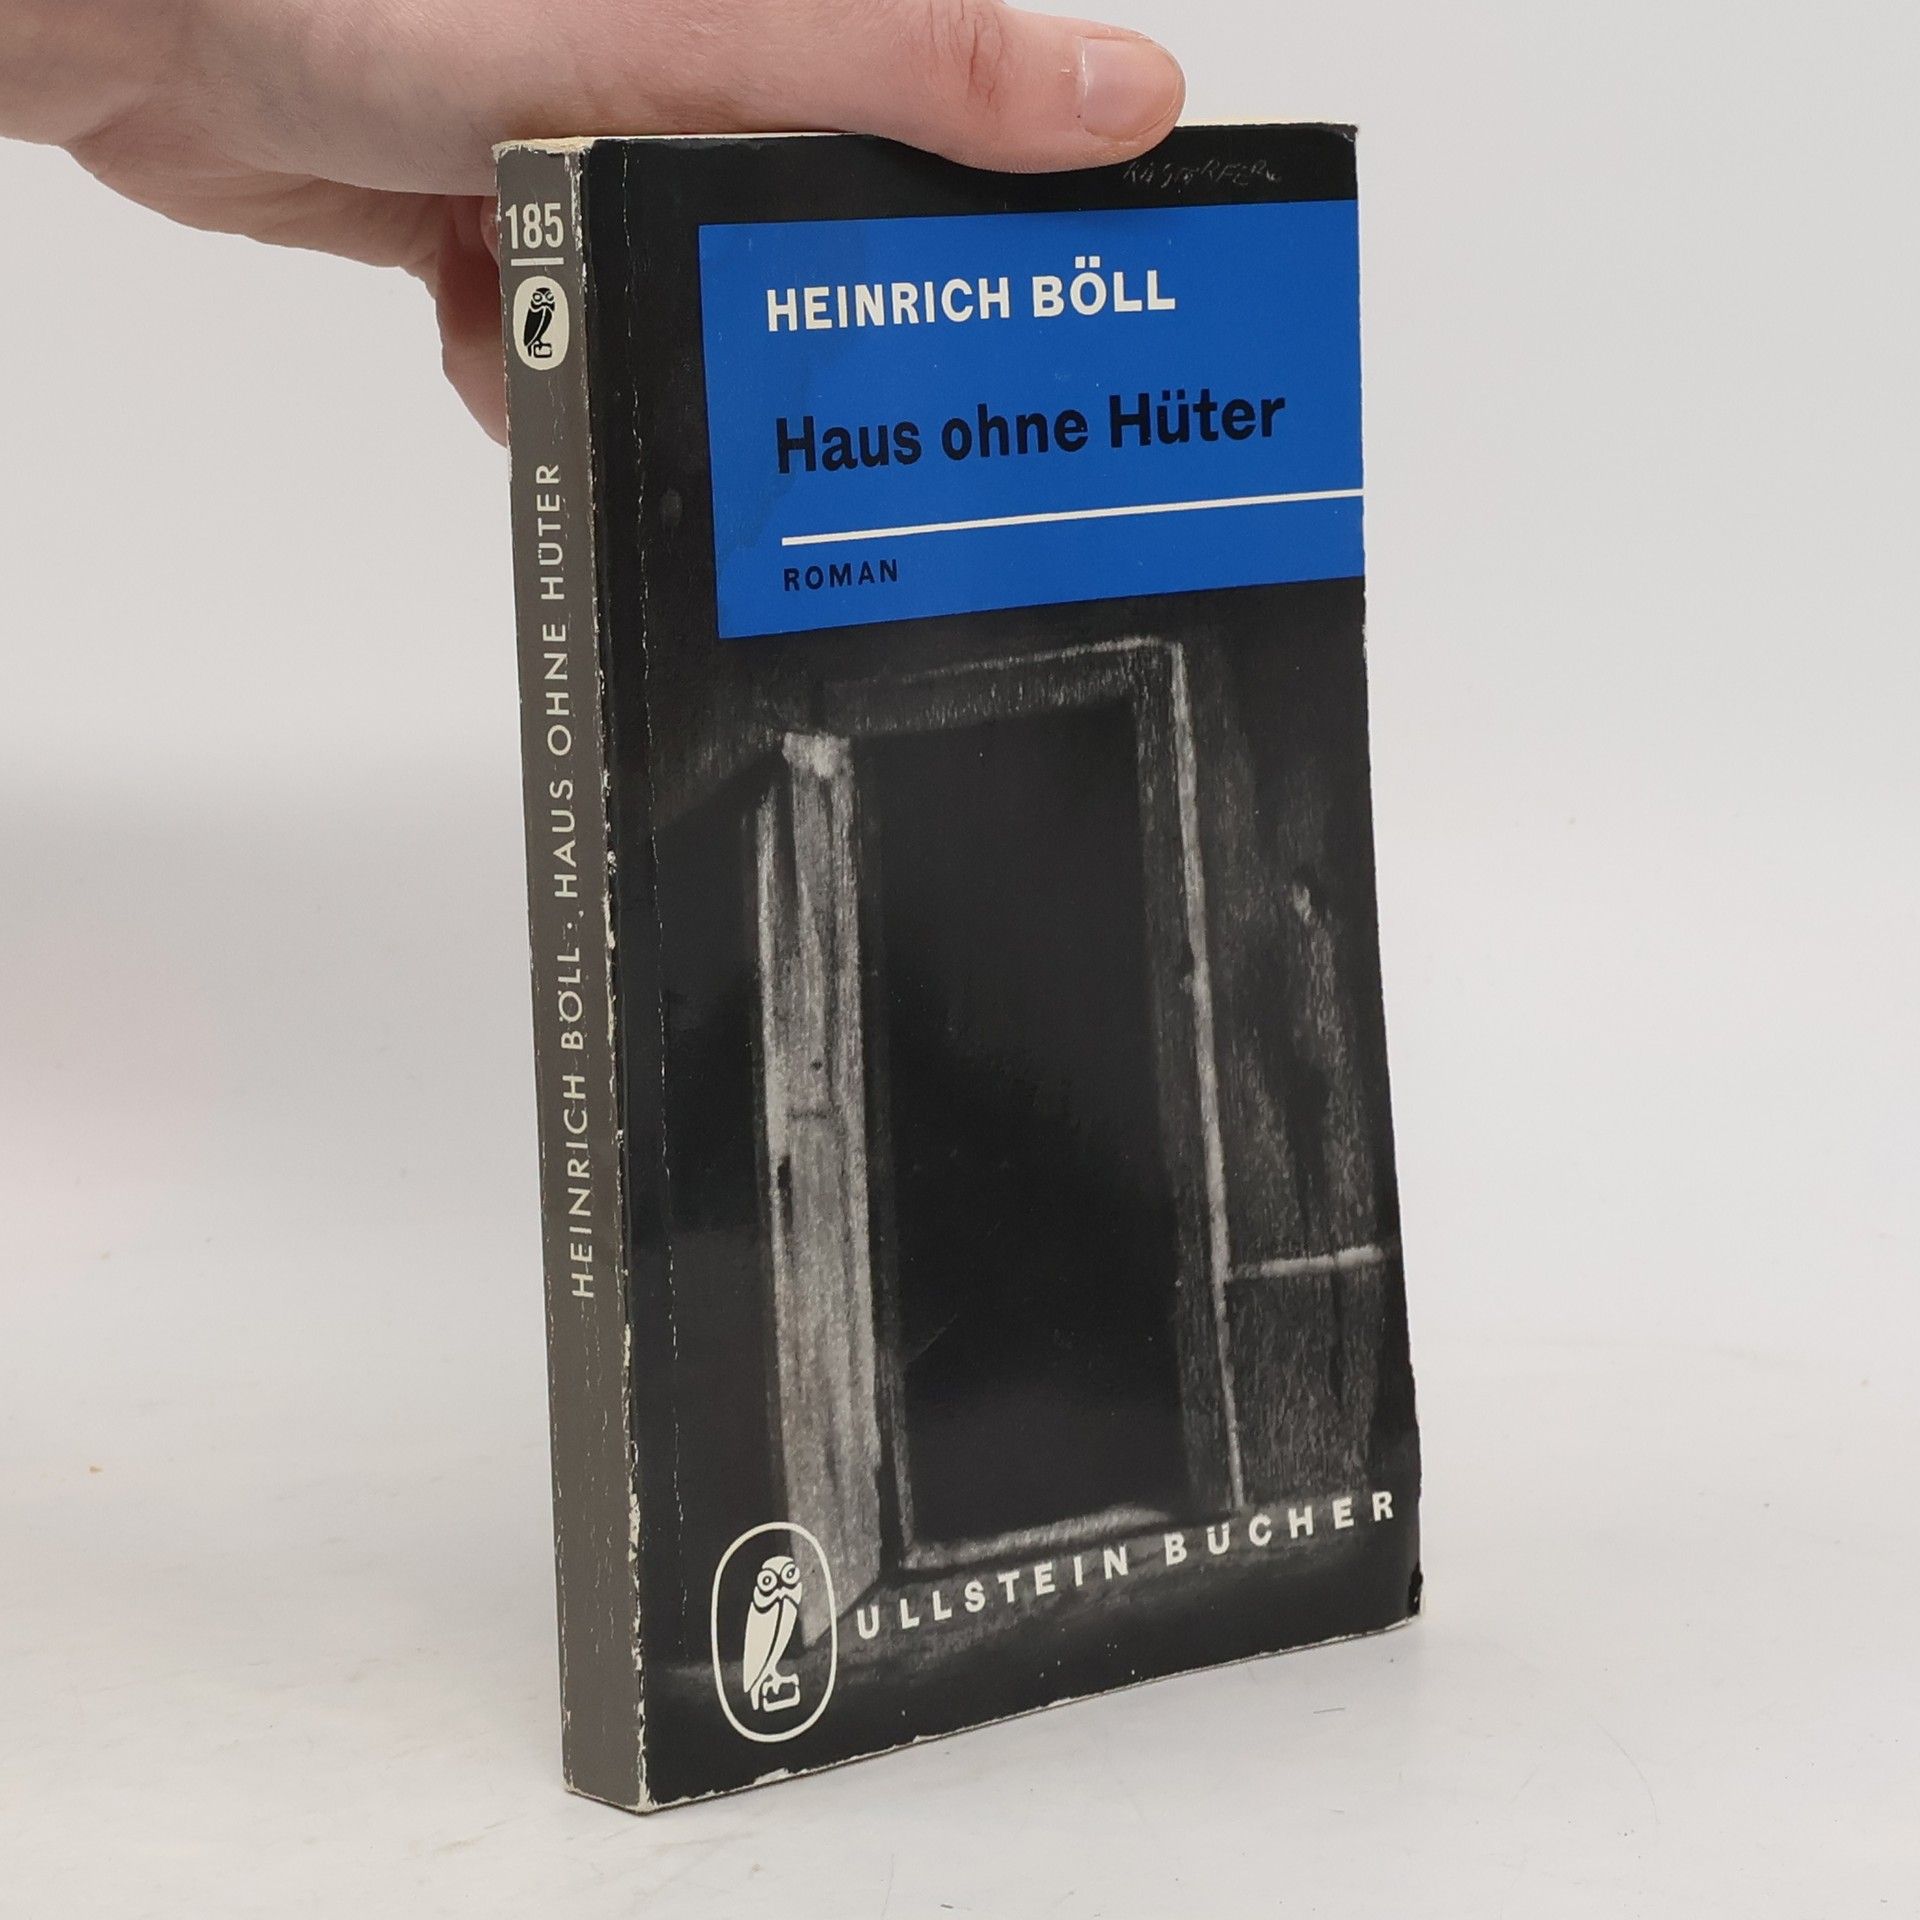 185
HEINRICH BÖLL · HAUS OHNE HÜTER
HEINRICH BÖLL
Haus ohne Hüter
ROMAN
ULLSTEIN BÜCHER